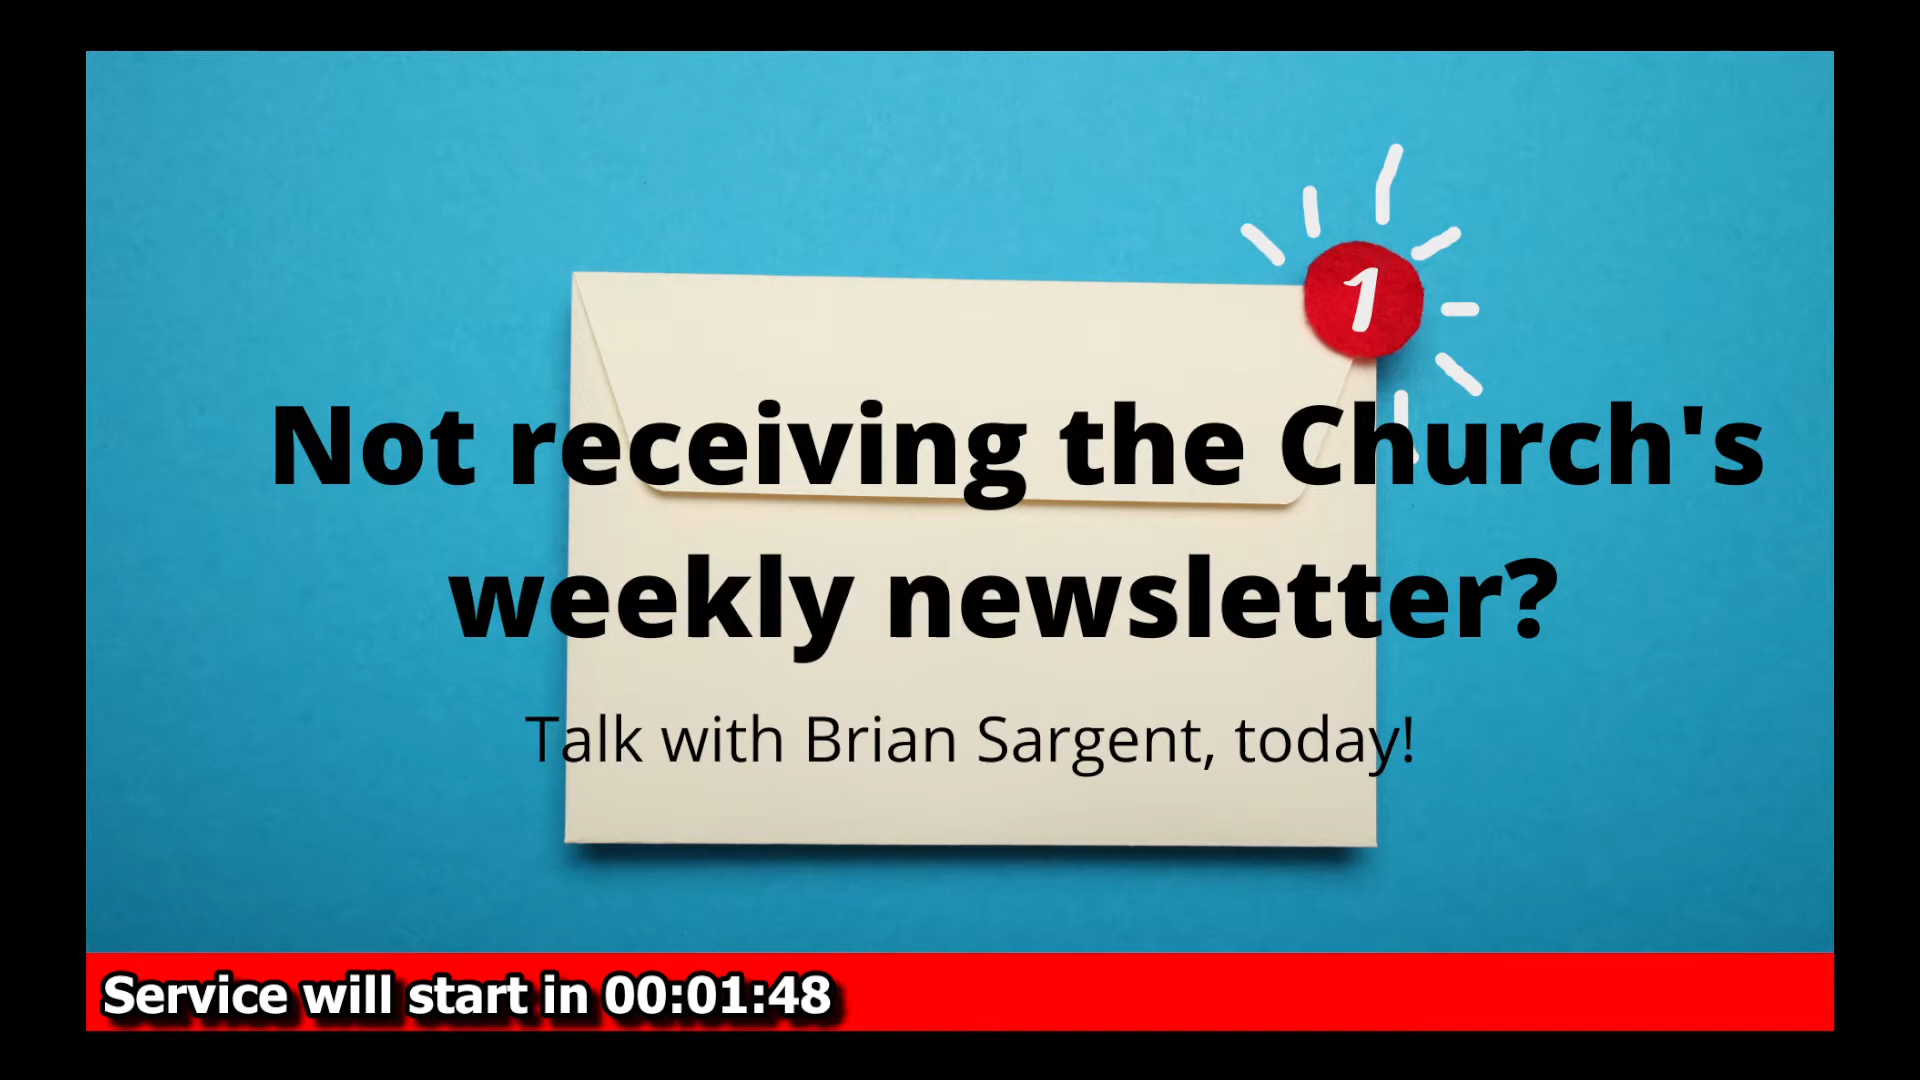 1
Not receiving the Church's
weekly newsletter?
Talk with Brian Sargent, today!
Service will start in 00:01:48